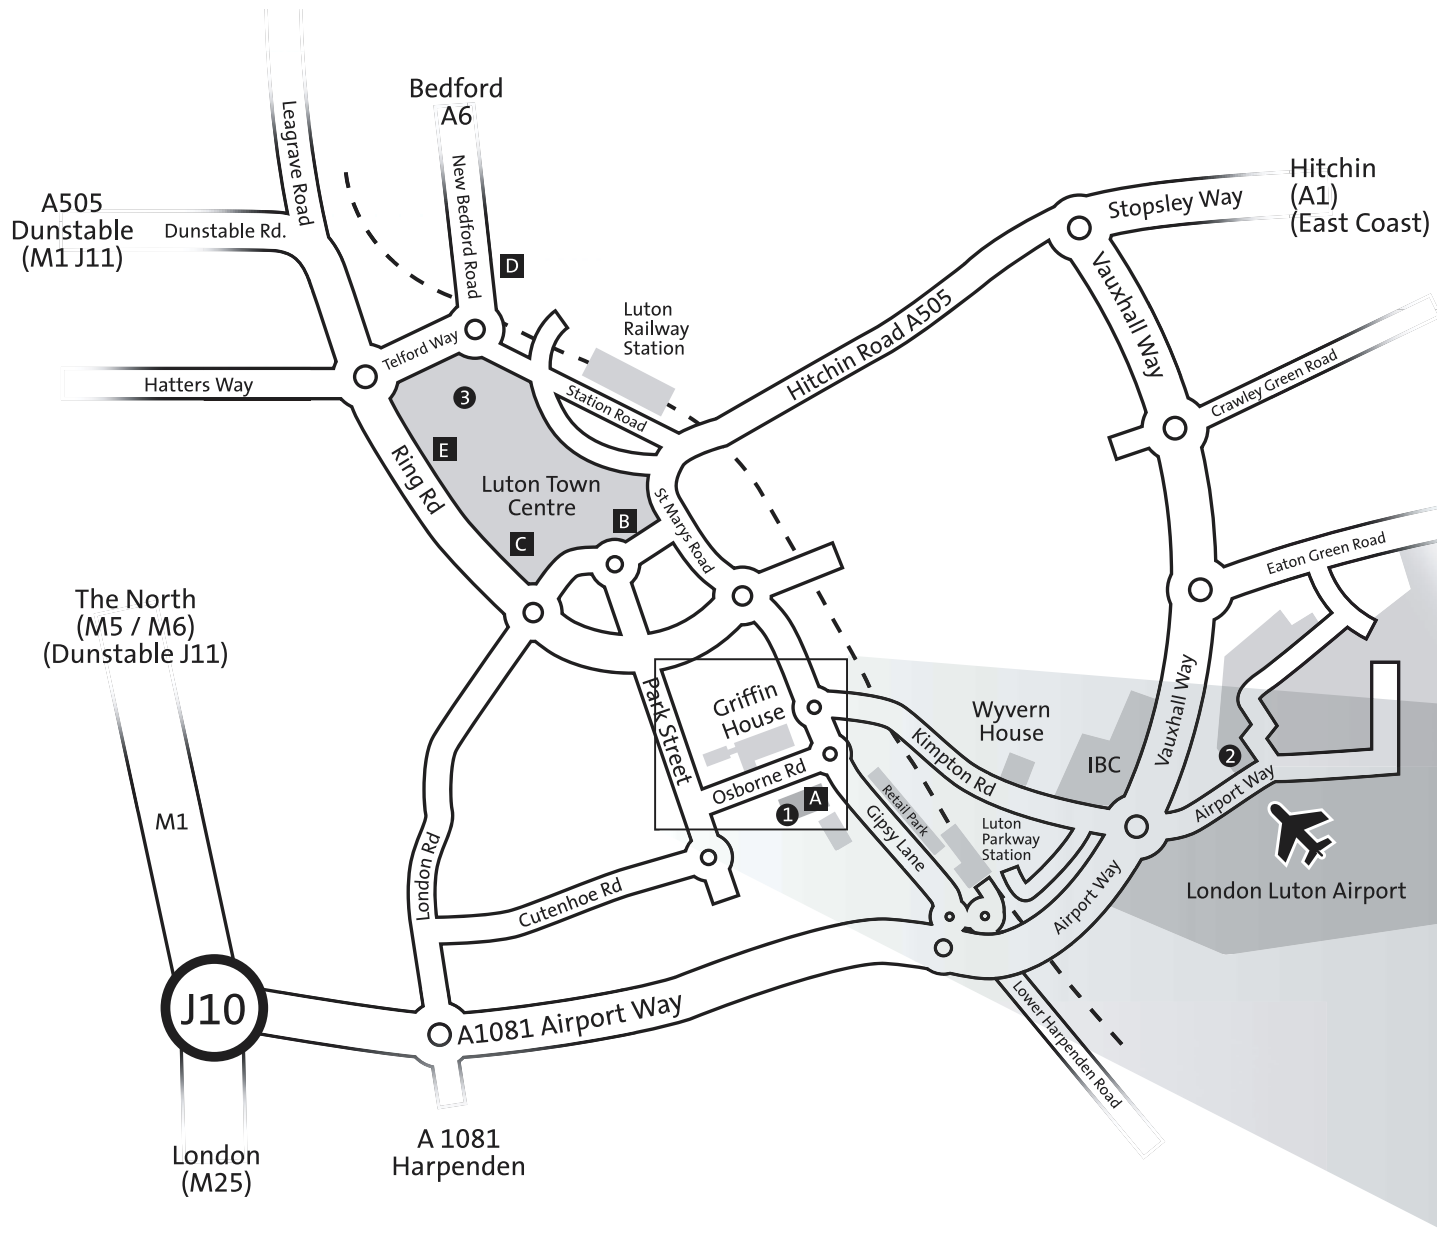 Bedford
A6
Leagrave Road
New Bedford Road
A505
Dunstable
(M1 J11)
Dunstable Rd.
Hitchin
(A1)
(East Coast)
Stopsley Way
D
Luton
Railway
Station
Vauxhall Way
Hitchin Road A505
Telford Way
Hatters Way
3
Station Road
Crawley Green Road
E
Ring Rd
Luton Town
Centre
B
C
St Marys Road
Eaton Green Road
The North
(M5 / M6)
(Dunstable J11)
Park Street
Griffin
House
Wyvern
House
Kimpton Rd
IBC
Vauxhall Way
2
Osborne Rd
A
1
Retail Park
Gipsy Lane
Luton
Parkway
Station
Airport Way
M1
London Rd
Cutenhoe Rd
Airport Way
London Luton Airport
J10
A1081 Airport Way
Lower Harpenden Road
A 1081
Harpenden
London
(M25)